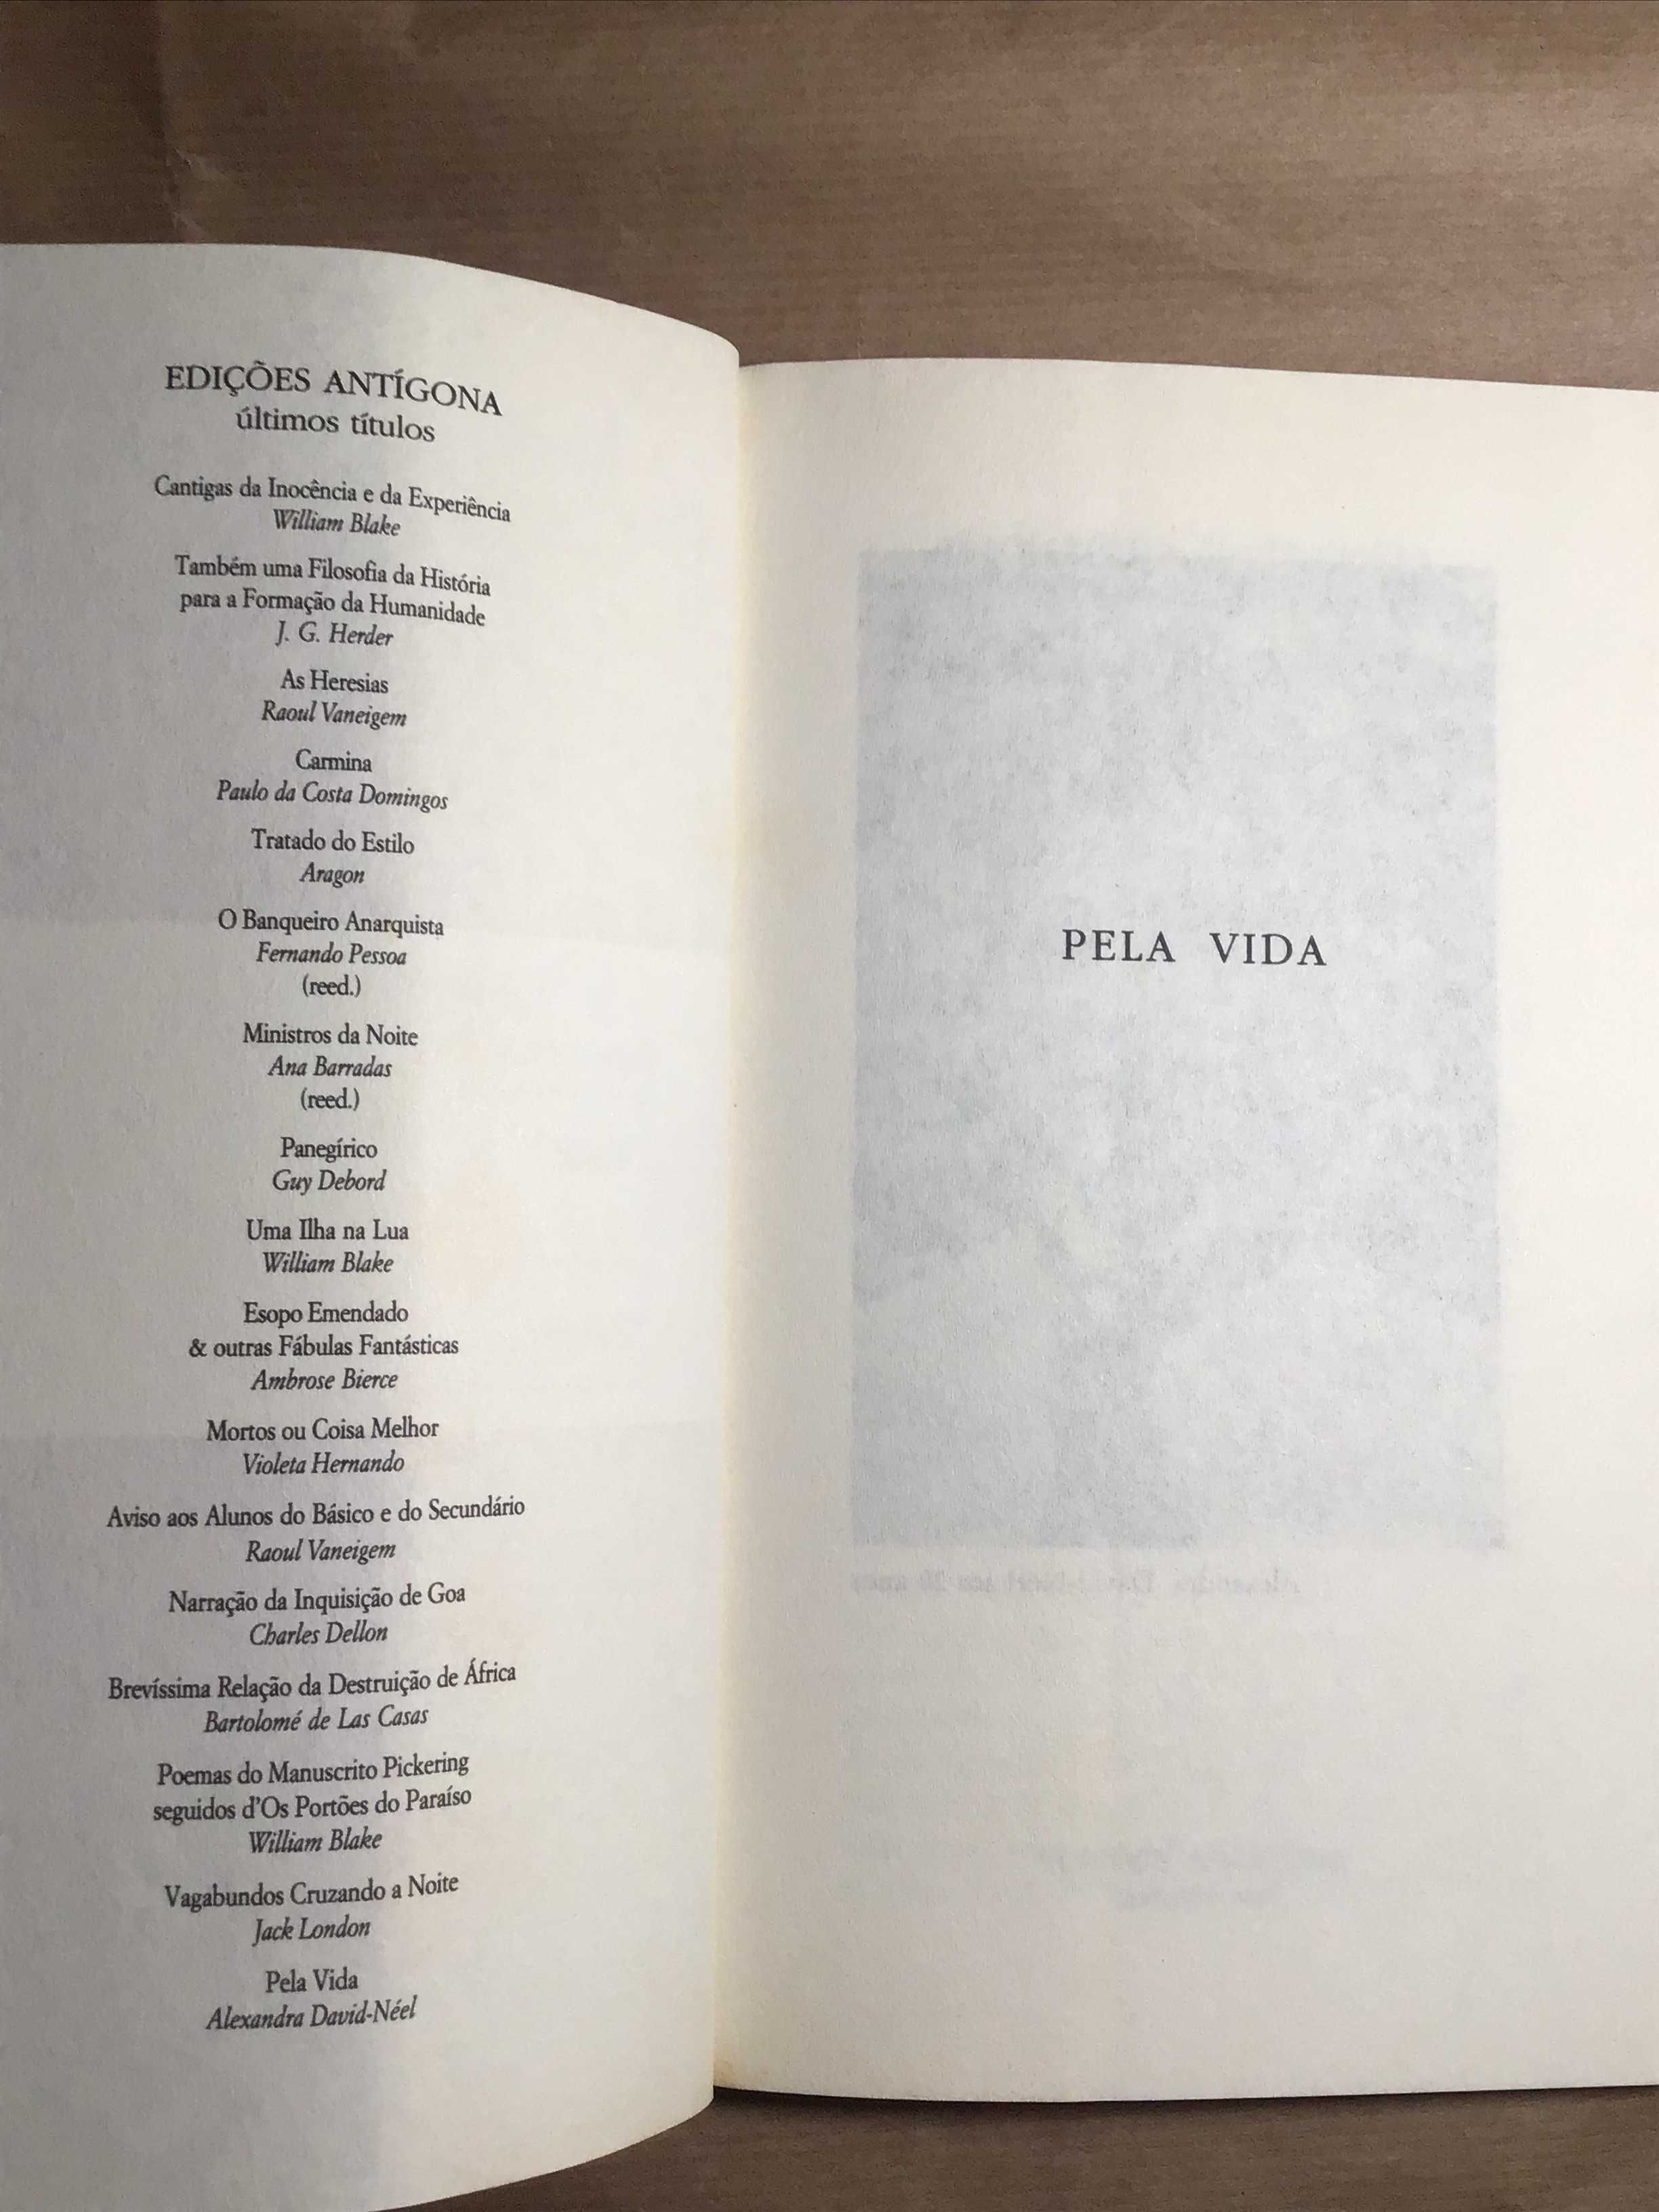 EDIÇÕES ANTÍGONA
últimos títulos
Cantigas da Inocência e da Experiência
William Blake
Também uma Filosofia da História
para a Formação da Humanidade
J. G. Herder
As Heresias
Raoul Vaneigem
Carmina
Paulo da Costa Domingos
Tratado do Estilo
Aragon
O Banqueiro Anarquista
Fernando Pessoa
(reed.)
Ministros da Noite
Ana Barradas
(reed.)
Panegírico
Guy Debord
Uma Ilha na Lua
William Blake
Esopo Emendado
& outras Fábulas Fantásticas
Ambrose Bierce
Mortos ou Coisa Melhor
Violeta Hernando
Aviso aos Alunos do Básico e do Secundário
Raoul Vaneigem
Narração da Inquisição de Goa
Charles Dellon
Brevíssima Relação da Destruição de África
Bartolomé de Las Casas
Poemas do Manuscrito Pickering
seguidos d'Os Portões do Paraíso
William Blake
Vagabundos Cruzando a Noite
Jack London
Pela Vida
Alexandra David-Néel
PELA VIDA